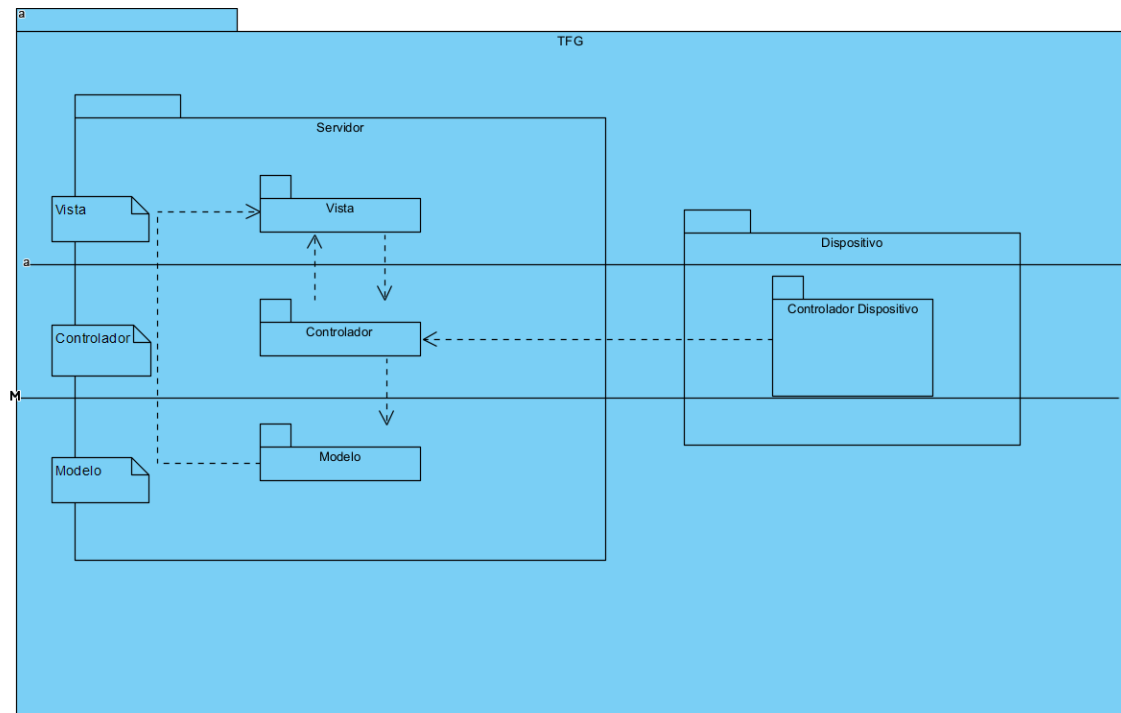 a
TFG
Servidor
Vista
Vista
Dispositivo
a
Controlador Dispositivo
Controlador
Controlador
M
Modelo
Modelo